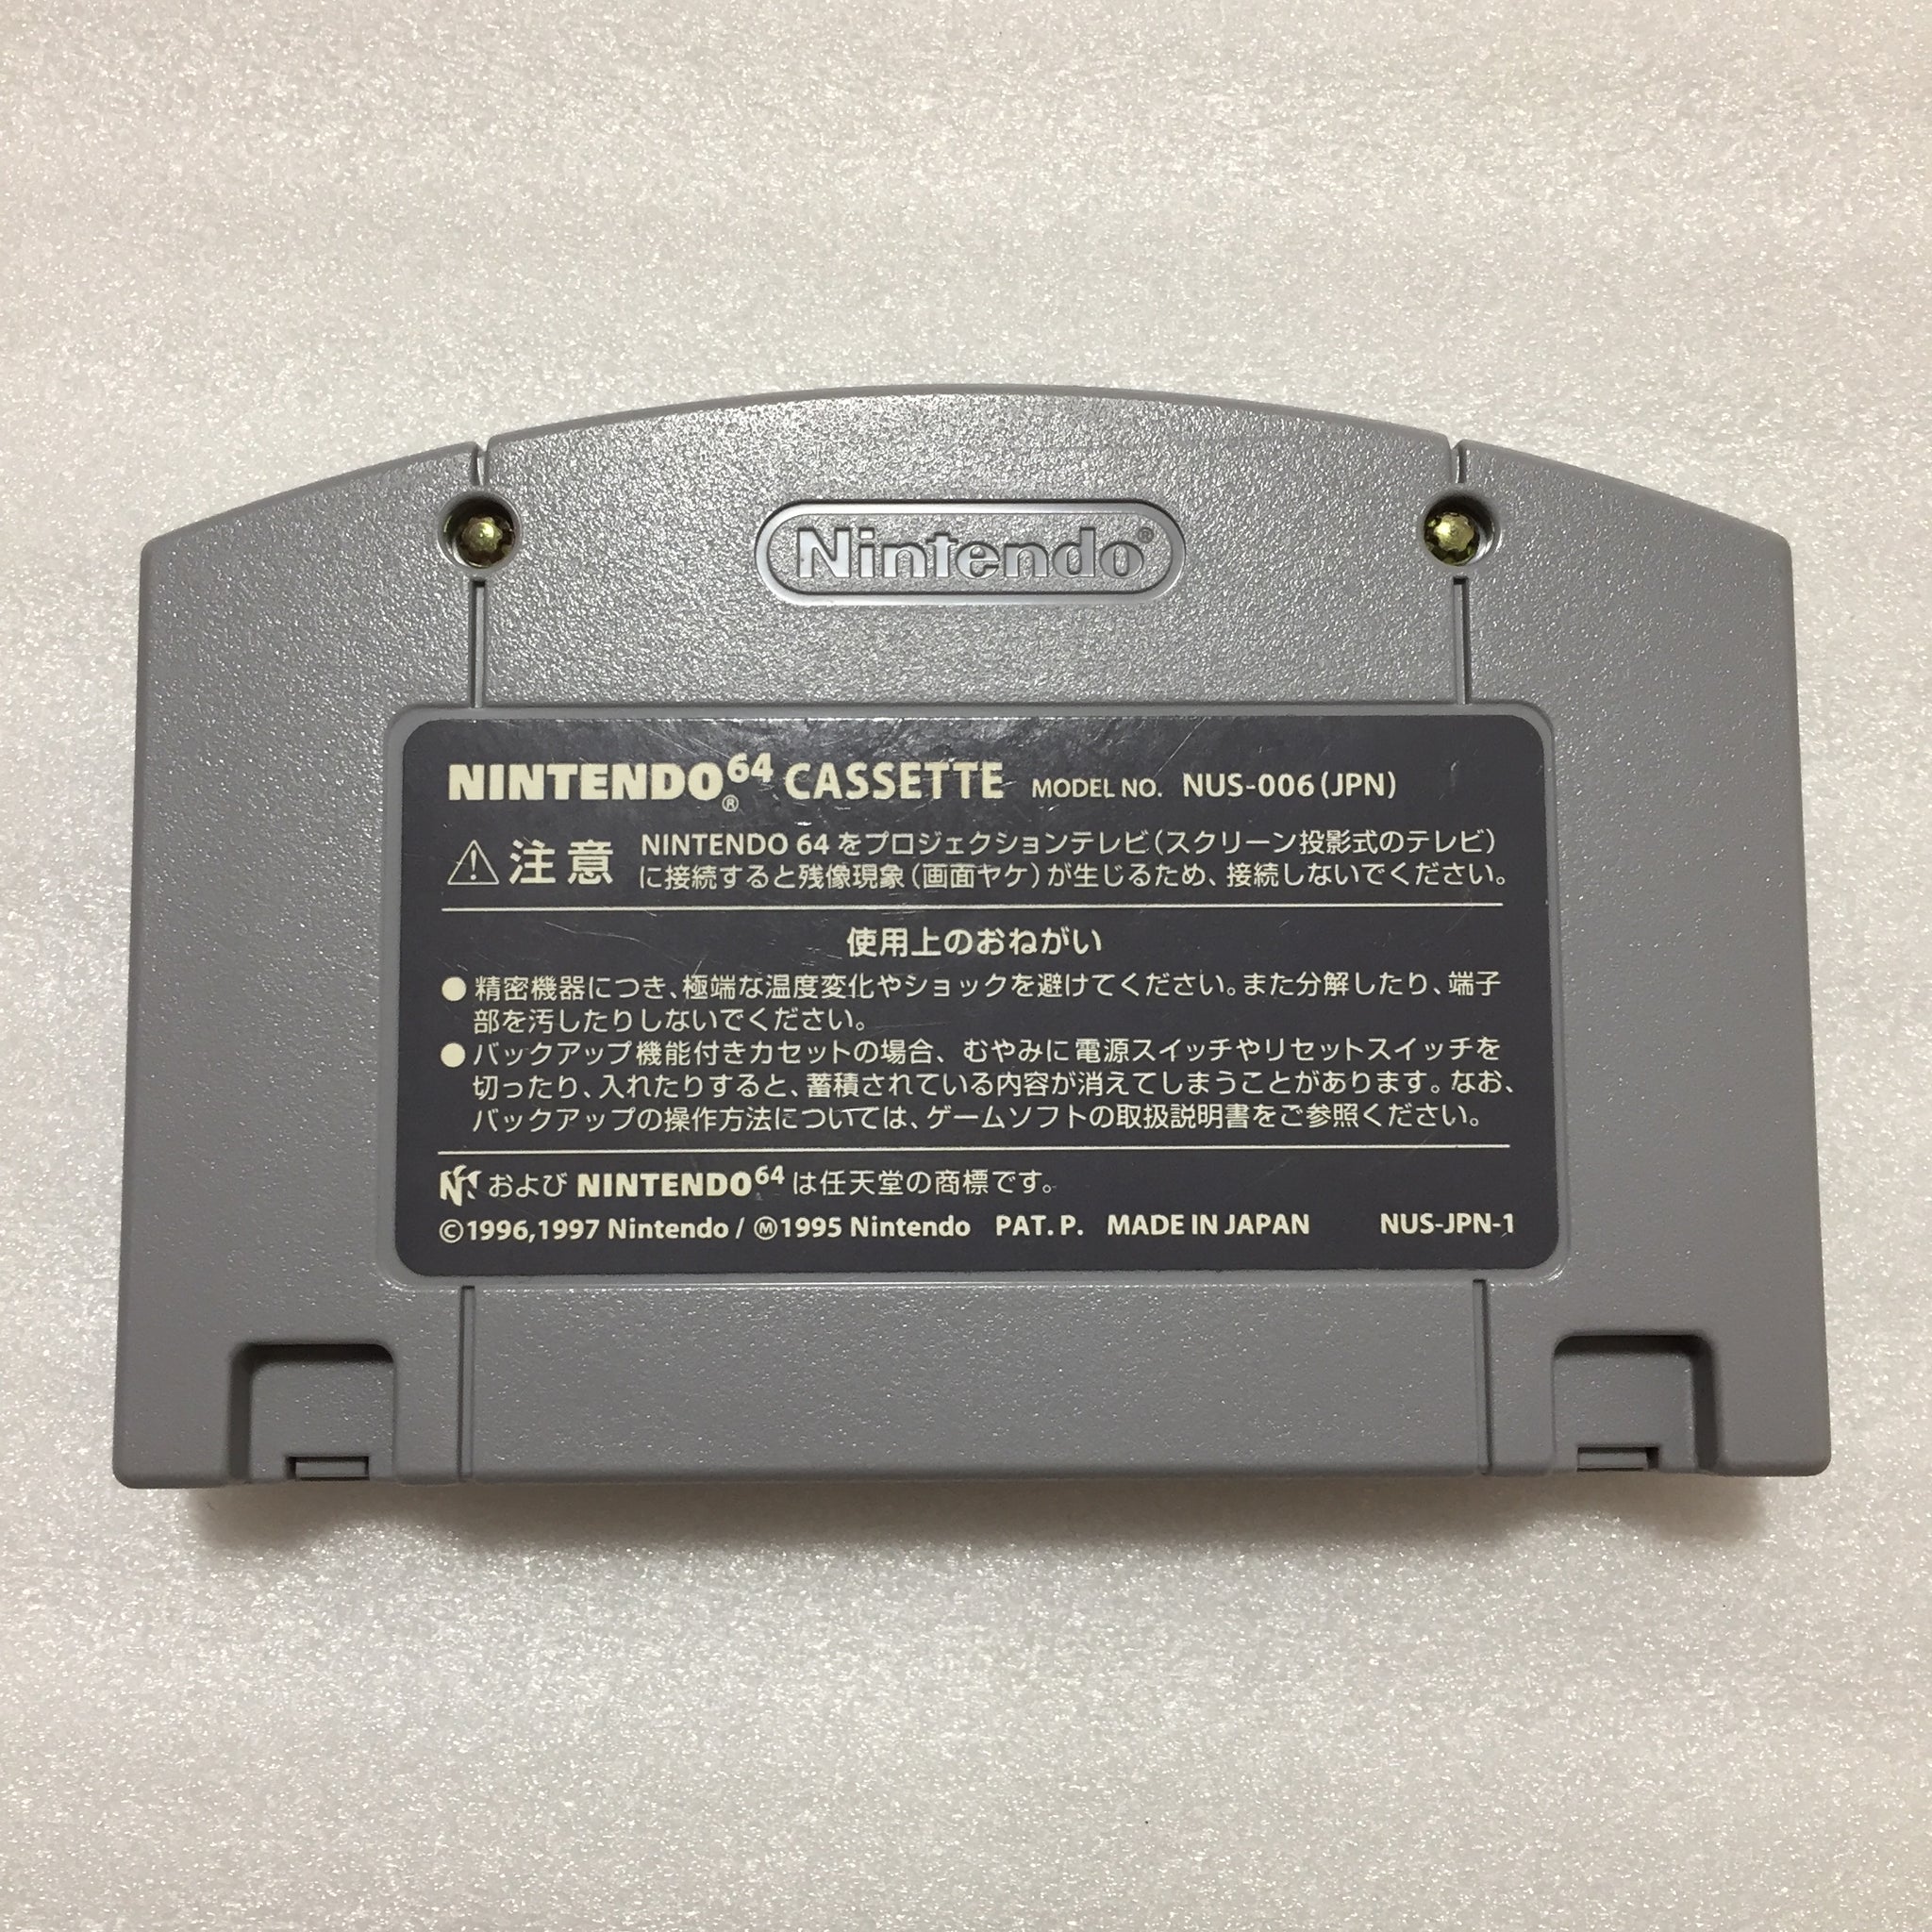 Nintendo®
NINTENDO64® CASSETTE MODEL NO. NUS-006(JPN)
⚠注意 NINTENDO 64 をプロジェクションテレビ(スクリーン投影式のテレビ)
に接続すると残像現象(画面ヤケ)が生じるため、接続しないでください。
使用上のおねがい
●精密機器につき、極端な温度変化やショックを避けてください。また分解したり、端子
部を汚したりしないでください。
●バックアップ機能付きカセットの場合、むやみに電源スイッチやリセットスイッチを
切ったり、入れたりすると、蓄積されている内容が消えてしまうことがあります。なお、
バックアップの操作方法については、ゲームソフトの取扱説明書をご参照ください。
N および NINTENDO64 は任天堂の商標です。
©1996,1997 Nintendo / Ⓜ1995 Nintendo PAT. P. MADE IN JAPAN NUS-JPN-1